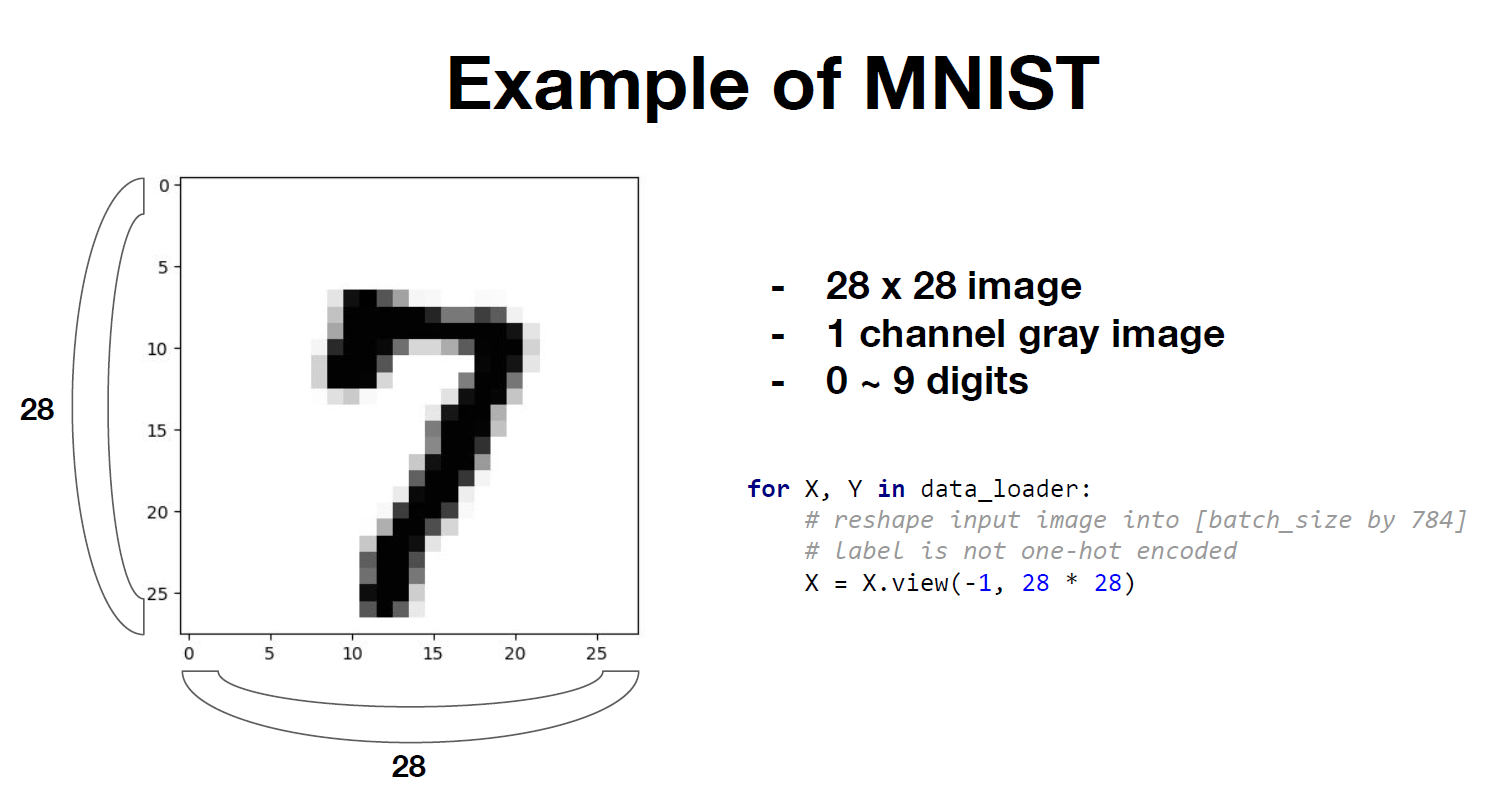 Example of MNIST
0
5
10
15
20
25
28
0 5 10 15 20 25
28
- 28 x 28 image
- 1 channel gray image
- 0 ~ 9 digits
for X, Y in data_loader:
# reshape input image into [batch_size by 784]
# label is not one-hot encoded
X = X.view(-1, 28 * 28)
7